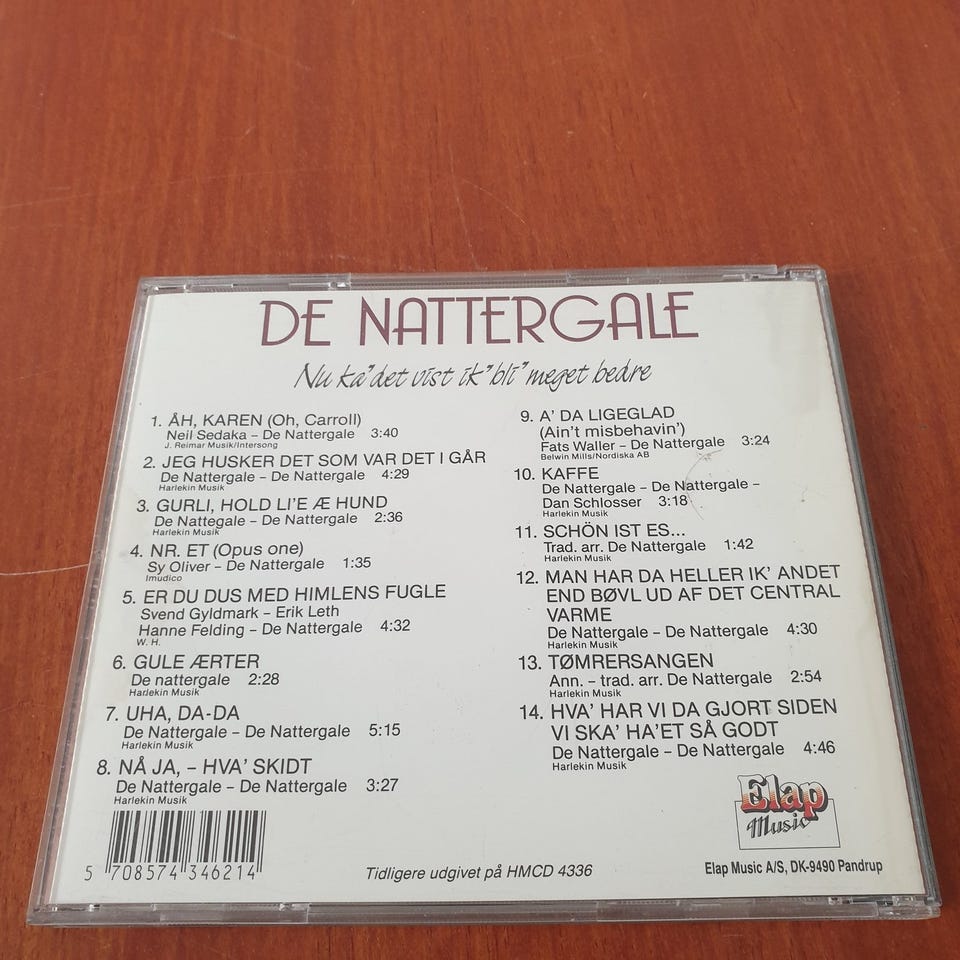 DE NATTERGALE
Nu ka' det vist ik' bli' meget bedre
1. ÅH, KAREN (Oh, Carroll)
Neil Sedaka – De Nattergale 3:40
J. Reimar Musik/Intersong
2. JEG HUSKER DET SOM VAR DET I GÅR
De Nattergale – De Nattergale 4:29
Harlekin Musik
3. GURLI, HOLD LI'E Æ HUND
De Nattegale – De Nattergale 2:36
Harlekin Musik
4. NR. ET (Opus one)
Sy Oliver – De Nattergale 1:35
Imudico
5. ER DU DUS MED HIMLENS FUGLE
Svend Gyldmark – Erik Leth
Hanne Felding – De Nattergale 4:32
W. H.
6. GULE ÆRTER
De nattergale 2:28
Harlekin Musik
7. UHA, DA-DA
De Nattergale – De Nattergale 5:15
Harlekin Musik
8. NÅ JA, – HVA' SKIDT
De Nattergale – De Nattergale 3:27
Harlekin Musik
9. A' DA LIGEGLAD
(Ain't misbehavin')
Fats Waller – De Nattergale 3:24
Belwin Mills/Nordiska AB
10. KAFFE
De Nattergale – De Nattergale –
Dan Schlosser 3:18
Harlekin Musik
11. SCHÖN IST ES...
Trad. arr. De Nattergale 1:42
Harlekin Musik
12. MAN HAR DA HELLER IK' ANDET
END BØVL UD AF DET CENTRAL
VARME
De Nattergale – De Nattergale 4:30
Harlekin Musik
13. TØMRERSANGEN
Ann. – trad. arr. De Nattergale 2:54
Harlekin Musik
14. HVA' HAR VI DA GJORT SIDEN
VI SKA' HA'ET SÅ GODT
De Nattergale – De Nattergale 4:46
Harlekin Musik
Elap
Music
5 708574 346214
Tidligere udgivet på HMCD 4336
Elap Music A/S, DK-9490 Pandrup